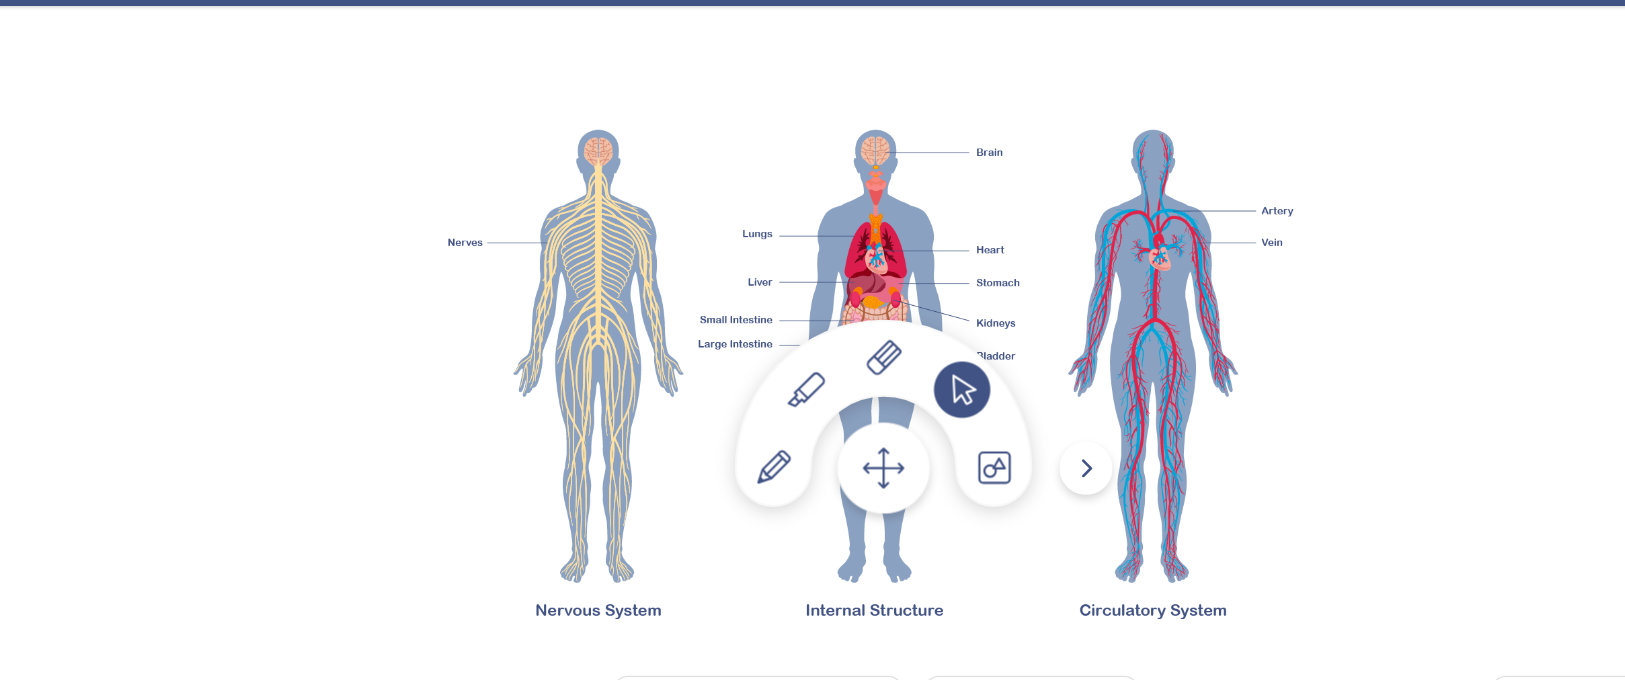 Brain
Artery
Lungs
Nerves
Vein
Heart
Liver
Stomach
Small Intestine
Kidneys
Large Intestine
Bladder
Nervous System
Internal Structure
Circulatory System